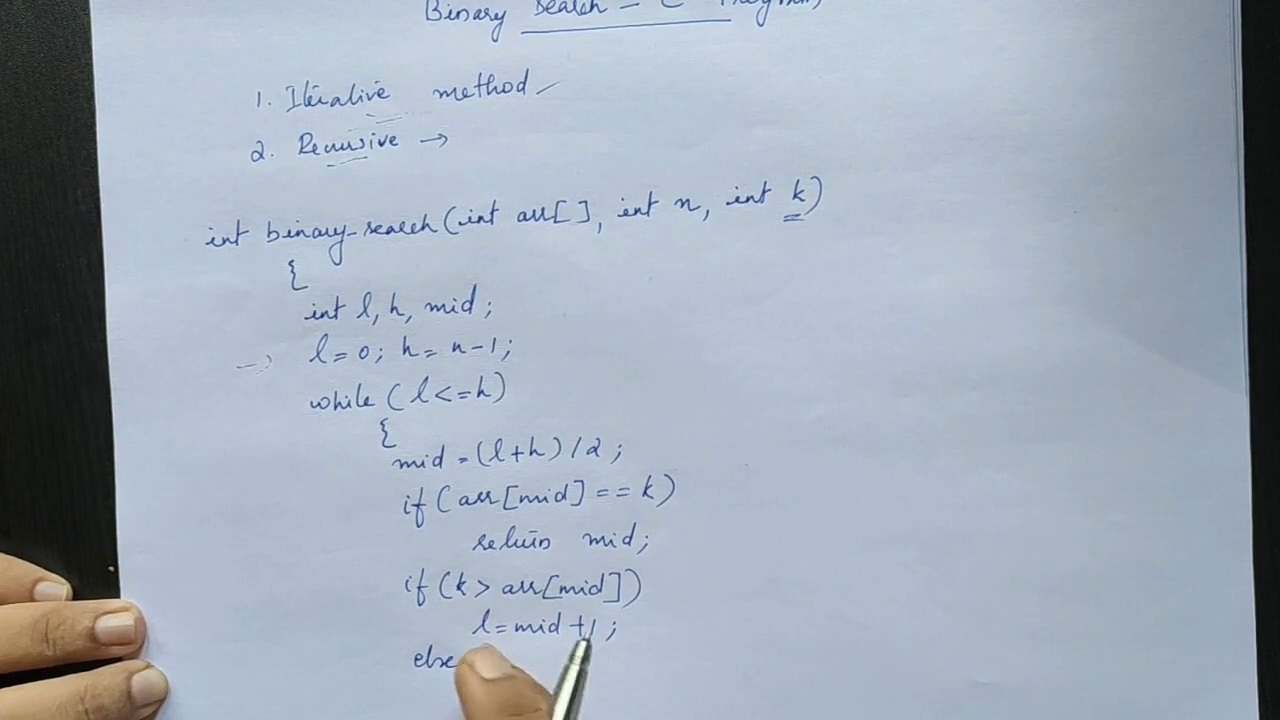 Binary Search - C Program
1. Iterative method
2. Recursive →
int binary-search(int arr[], int n, int k)
{
int l, h, mid;
→ l=0; h=n-1;
while (l<=h)
{
mid=(l+h)/2;
if (arr[mid]==k)
return mid;
if (k>arr[mid])
l=mid+1;
else